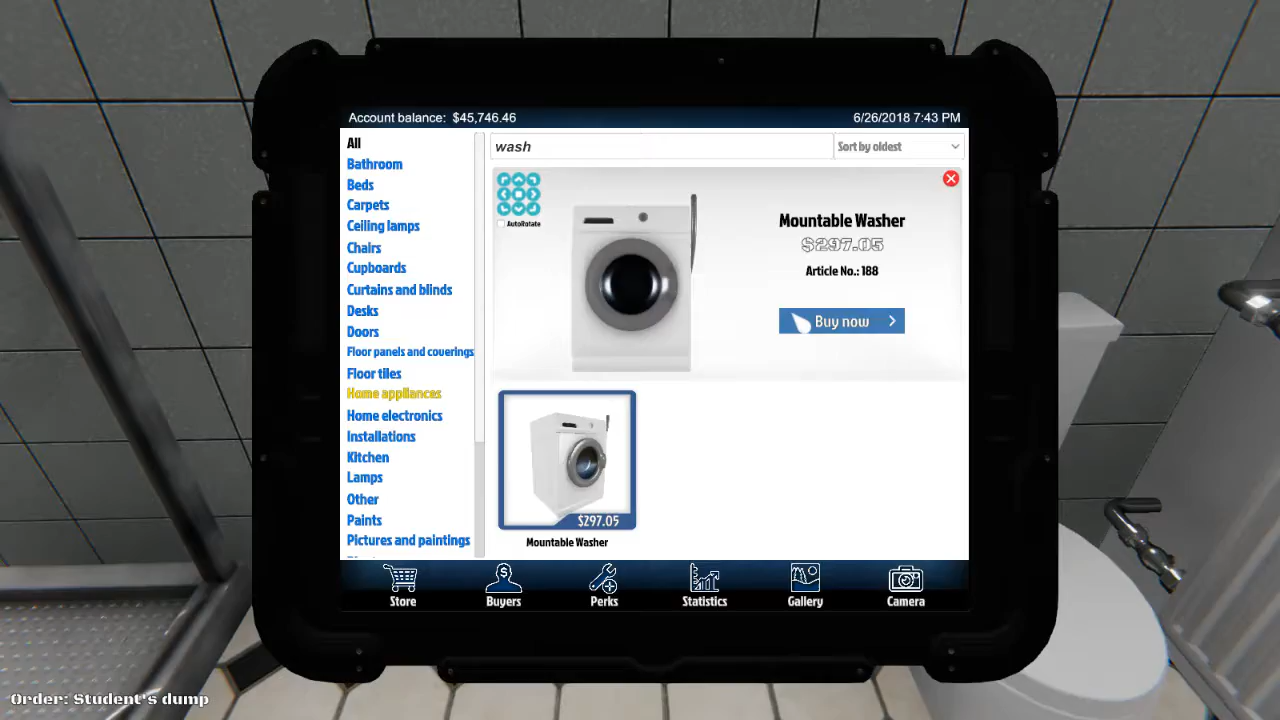 Account balance: $45,746.46
6/26/2018 7:43 PM
All
Bathroom
Beds
Carpets
Ceiling lamps
Chairs
Cupboards
Curtains and blinds
Desks
Doors
Floor panels and coverings
Floor tiles
Home appliances
Home electronics
Installations
Kitchen
Lamps
Other
Paints
Pictures and paintings
wash
Sort by oldest
AutoRotate
Mountable Washer
$297.05
Article No.: 188
Buy now
$297.05
Mountable Washer
Store
Buyers
Perks
Statistics
Gallery
Camera
Order: Student's dump